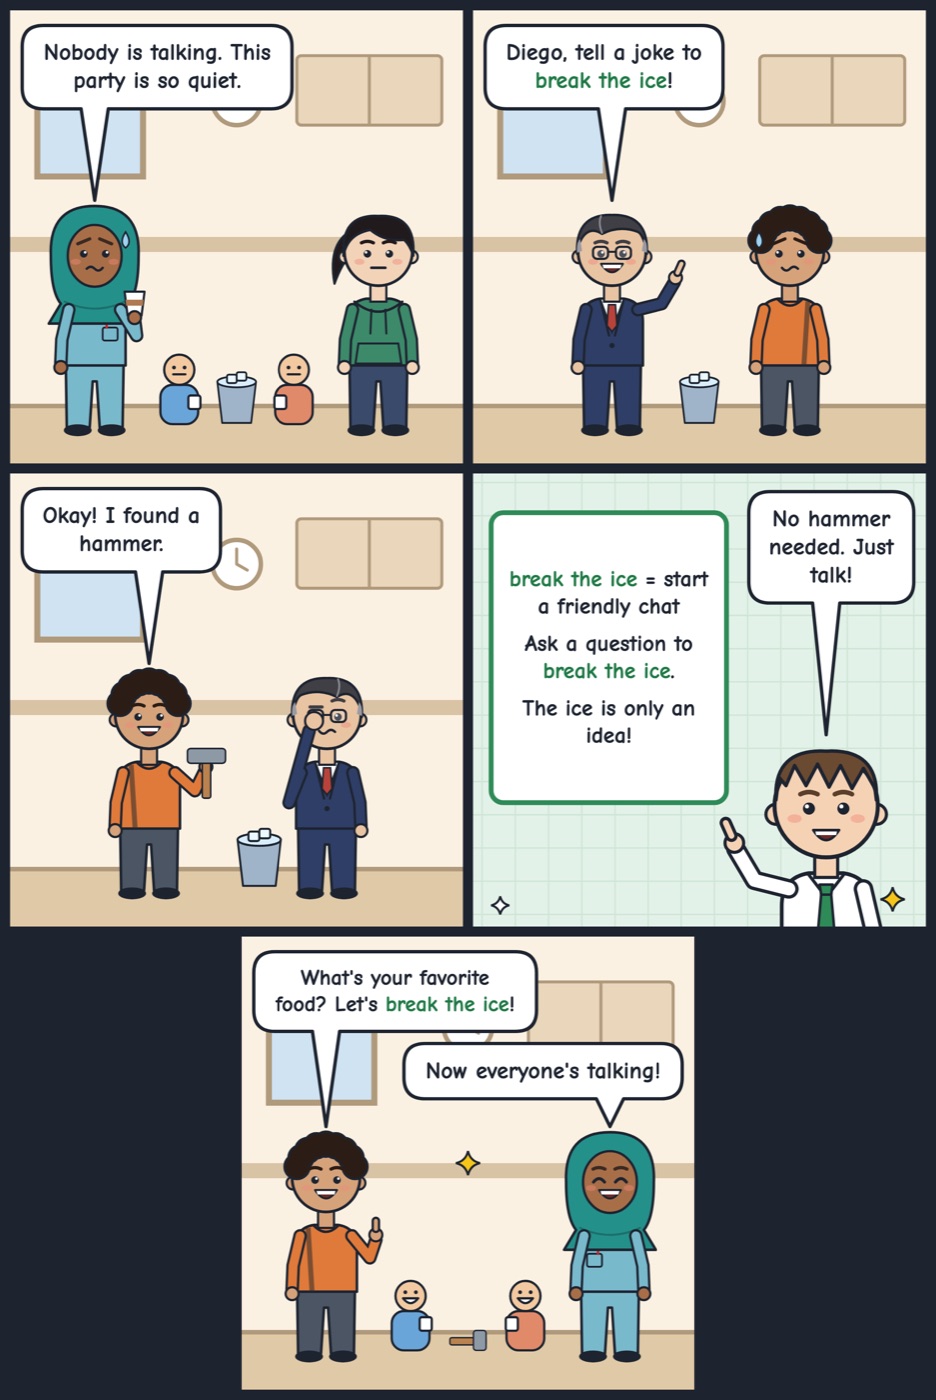 Nobody is talking. This
party is so quiet.
Diego, tell a joke to
break the ice!
Okay! I found a
hammer.
break the ice = start
a friendly chat
Ask a question to
break the ice.
The ice is only an
idea!
No hammer
needed. Just
talk!
What's your favorite
food? Let's break the ice!
Now everyone's talking!